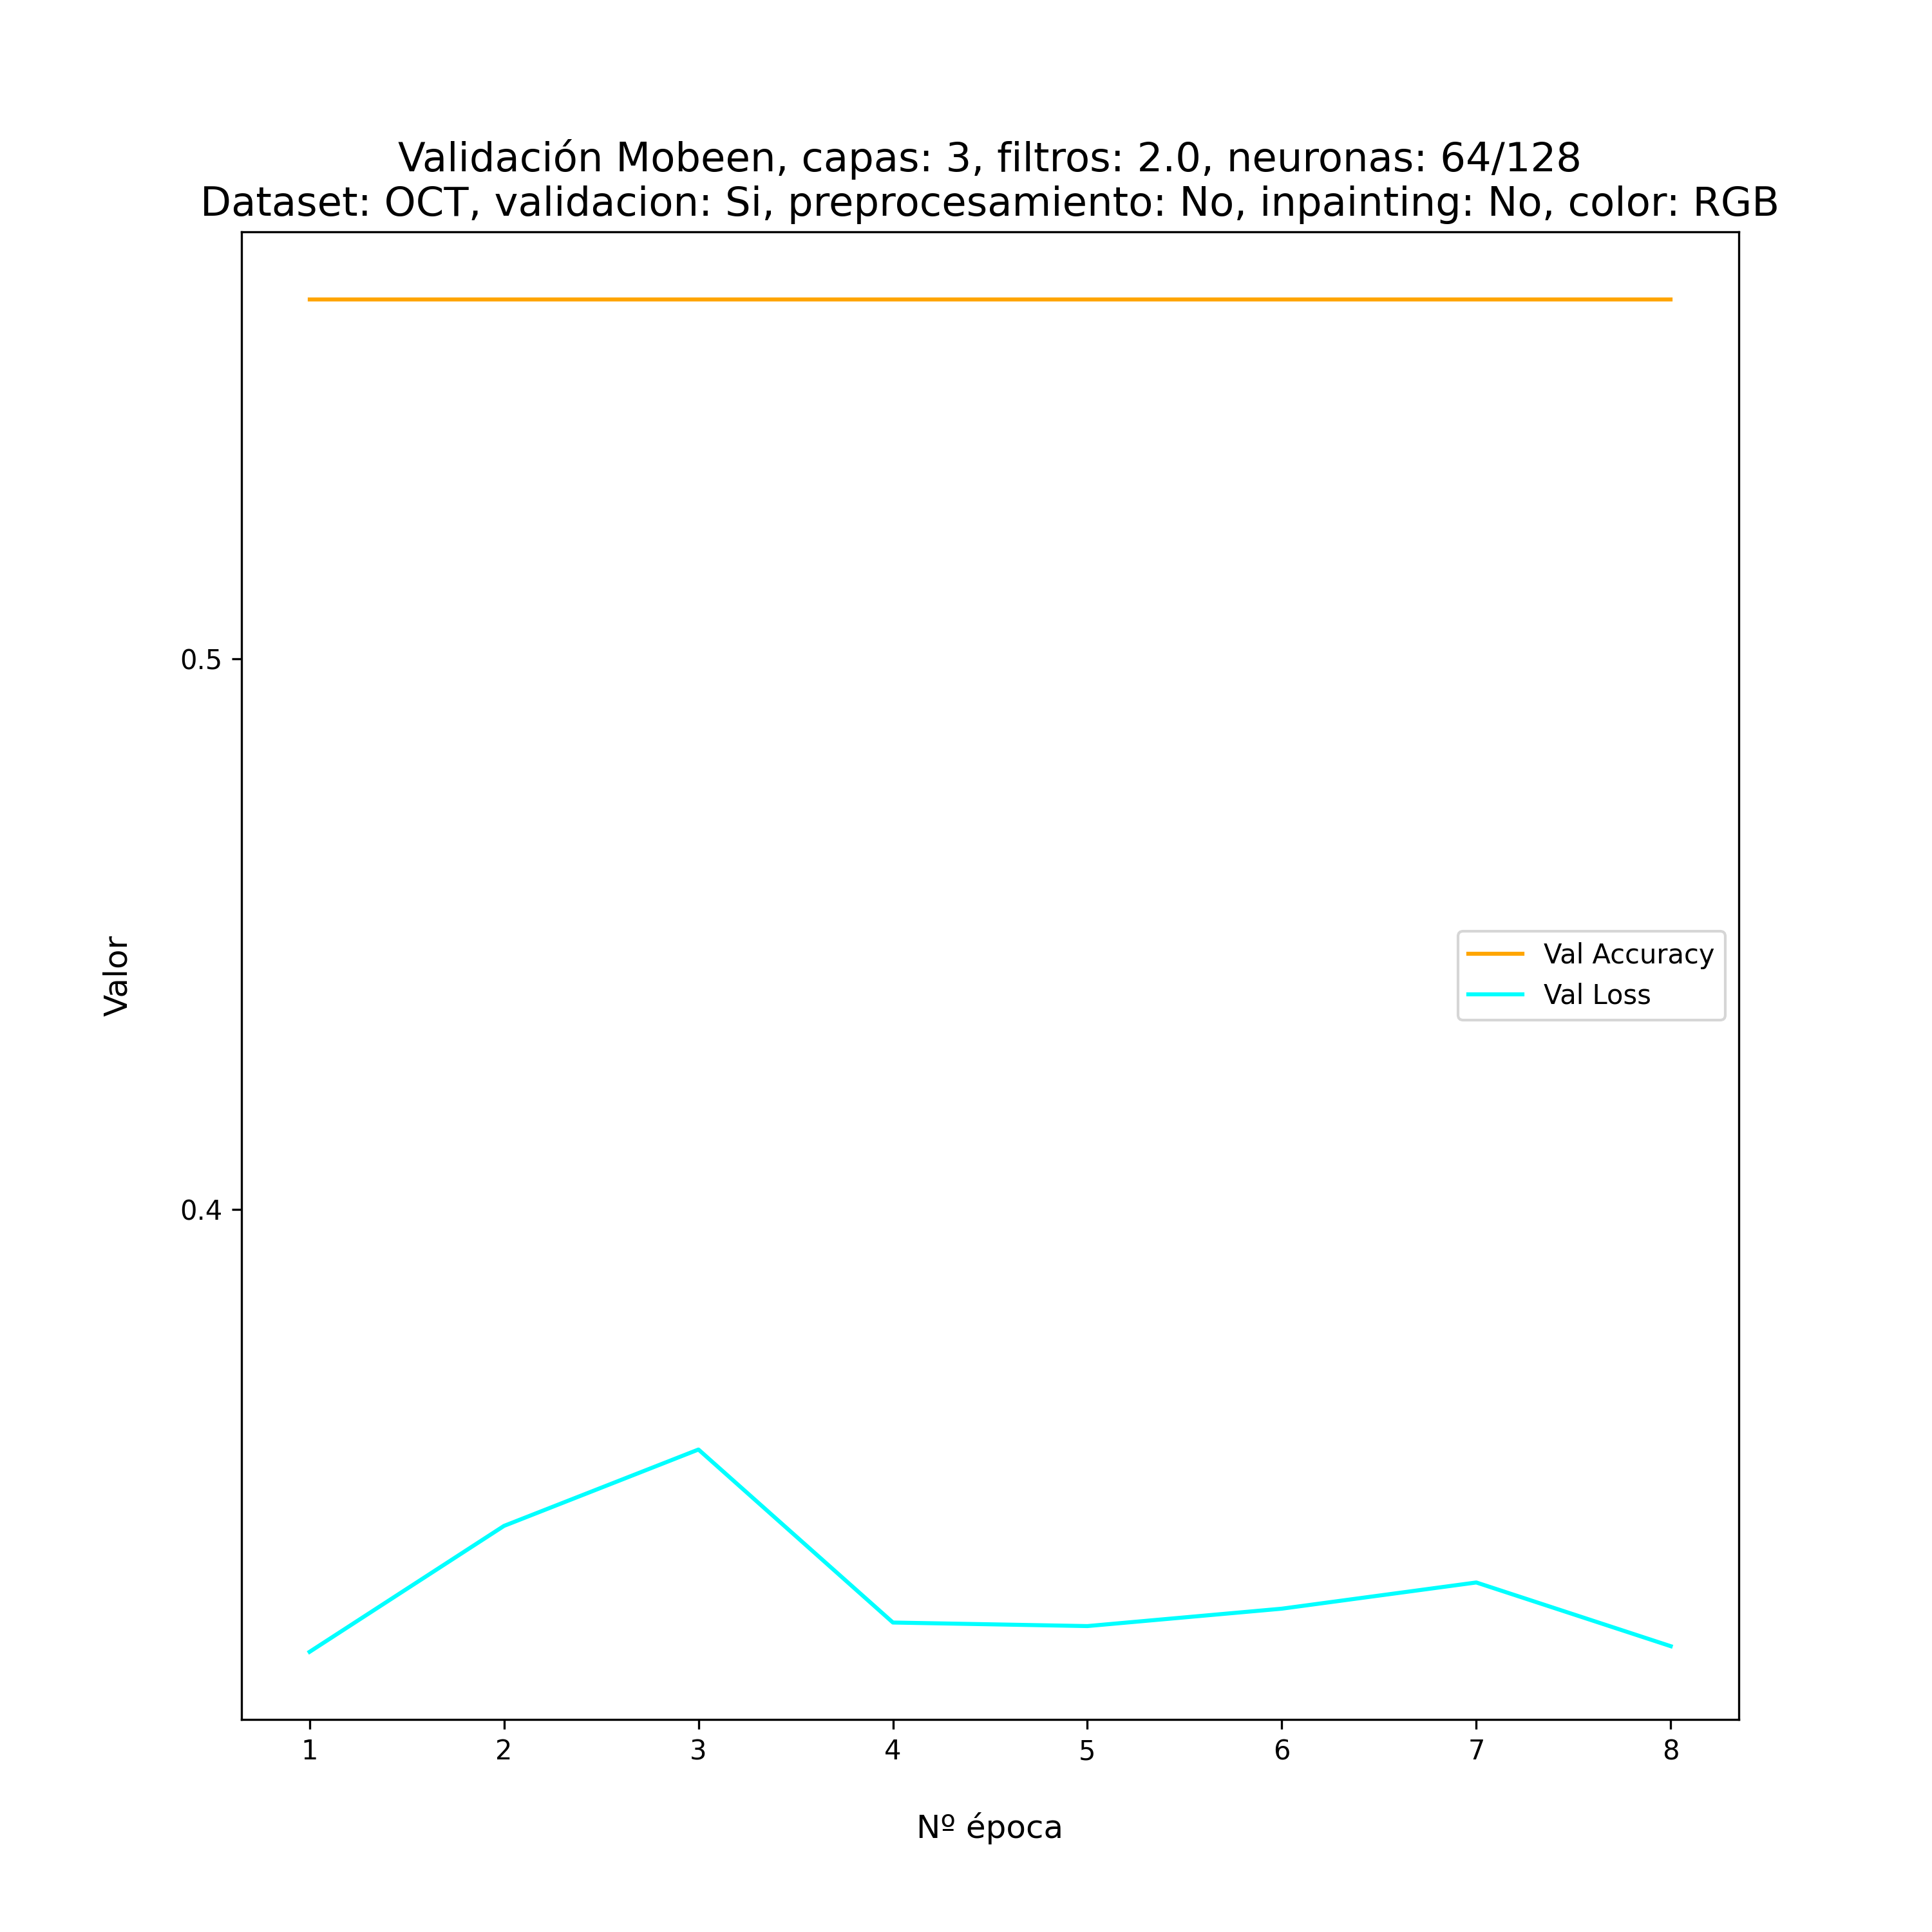 Validación Mobeen, capas: 3, filtros: 2.0, neuronas: 64/128
Dataset: OCT, validacion: Si, preprocesamiento: No, inpainting: No, color: RGB
Valor
0.5
0.4
Val Accuracy
Val Loss
1 2 3 4 5 6 7 8
Nº época